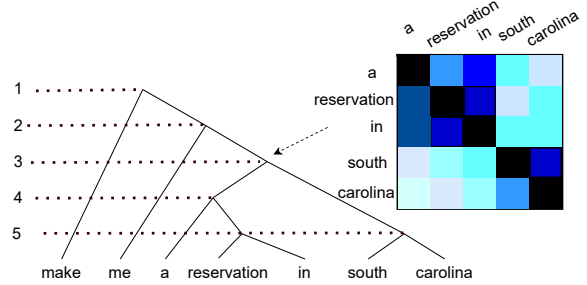 a reservation in south carolina
a
reservation
in
south
carolina
1
2
3
4
5
make me a reservation in south carolina